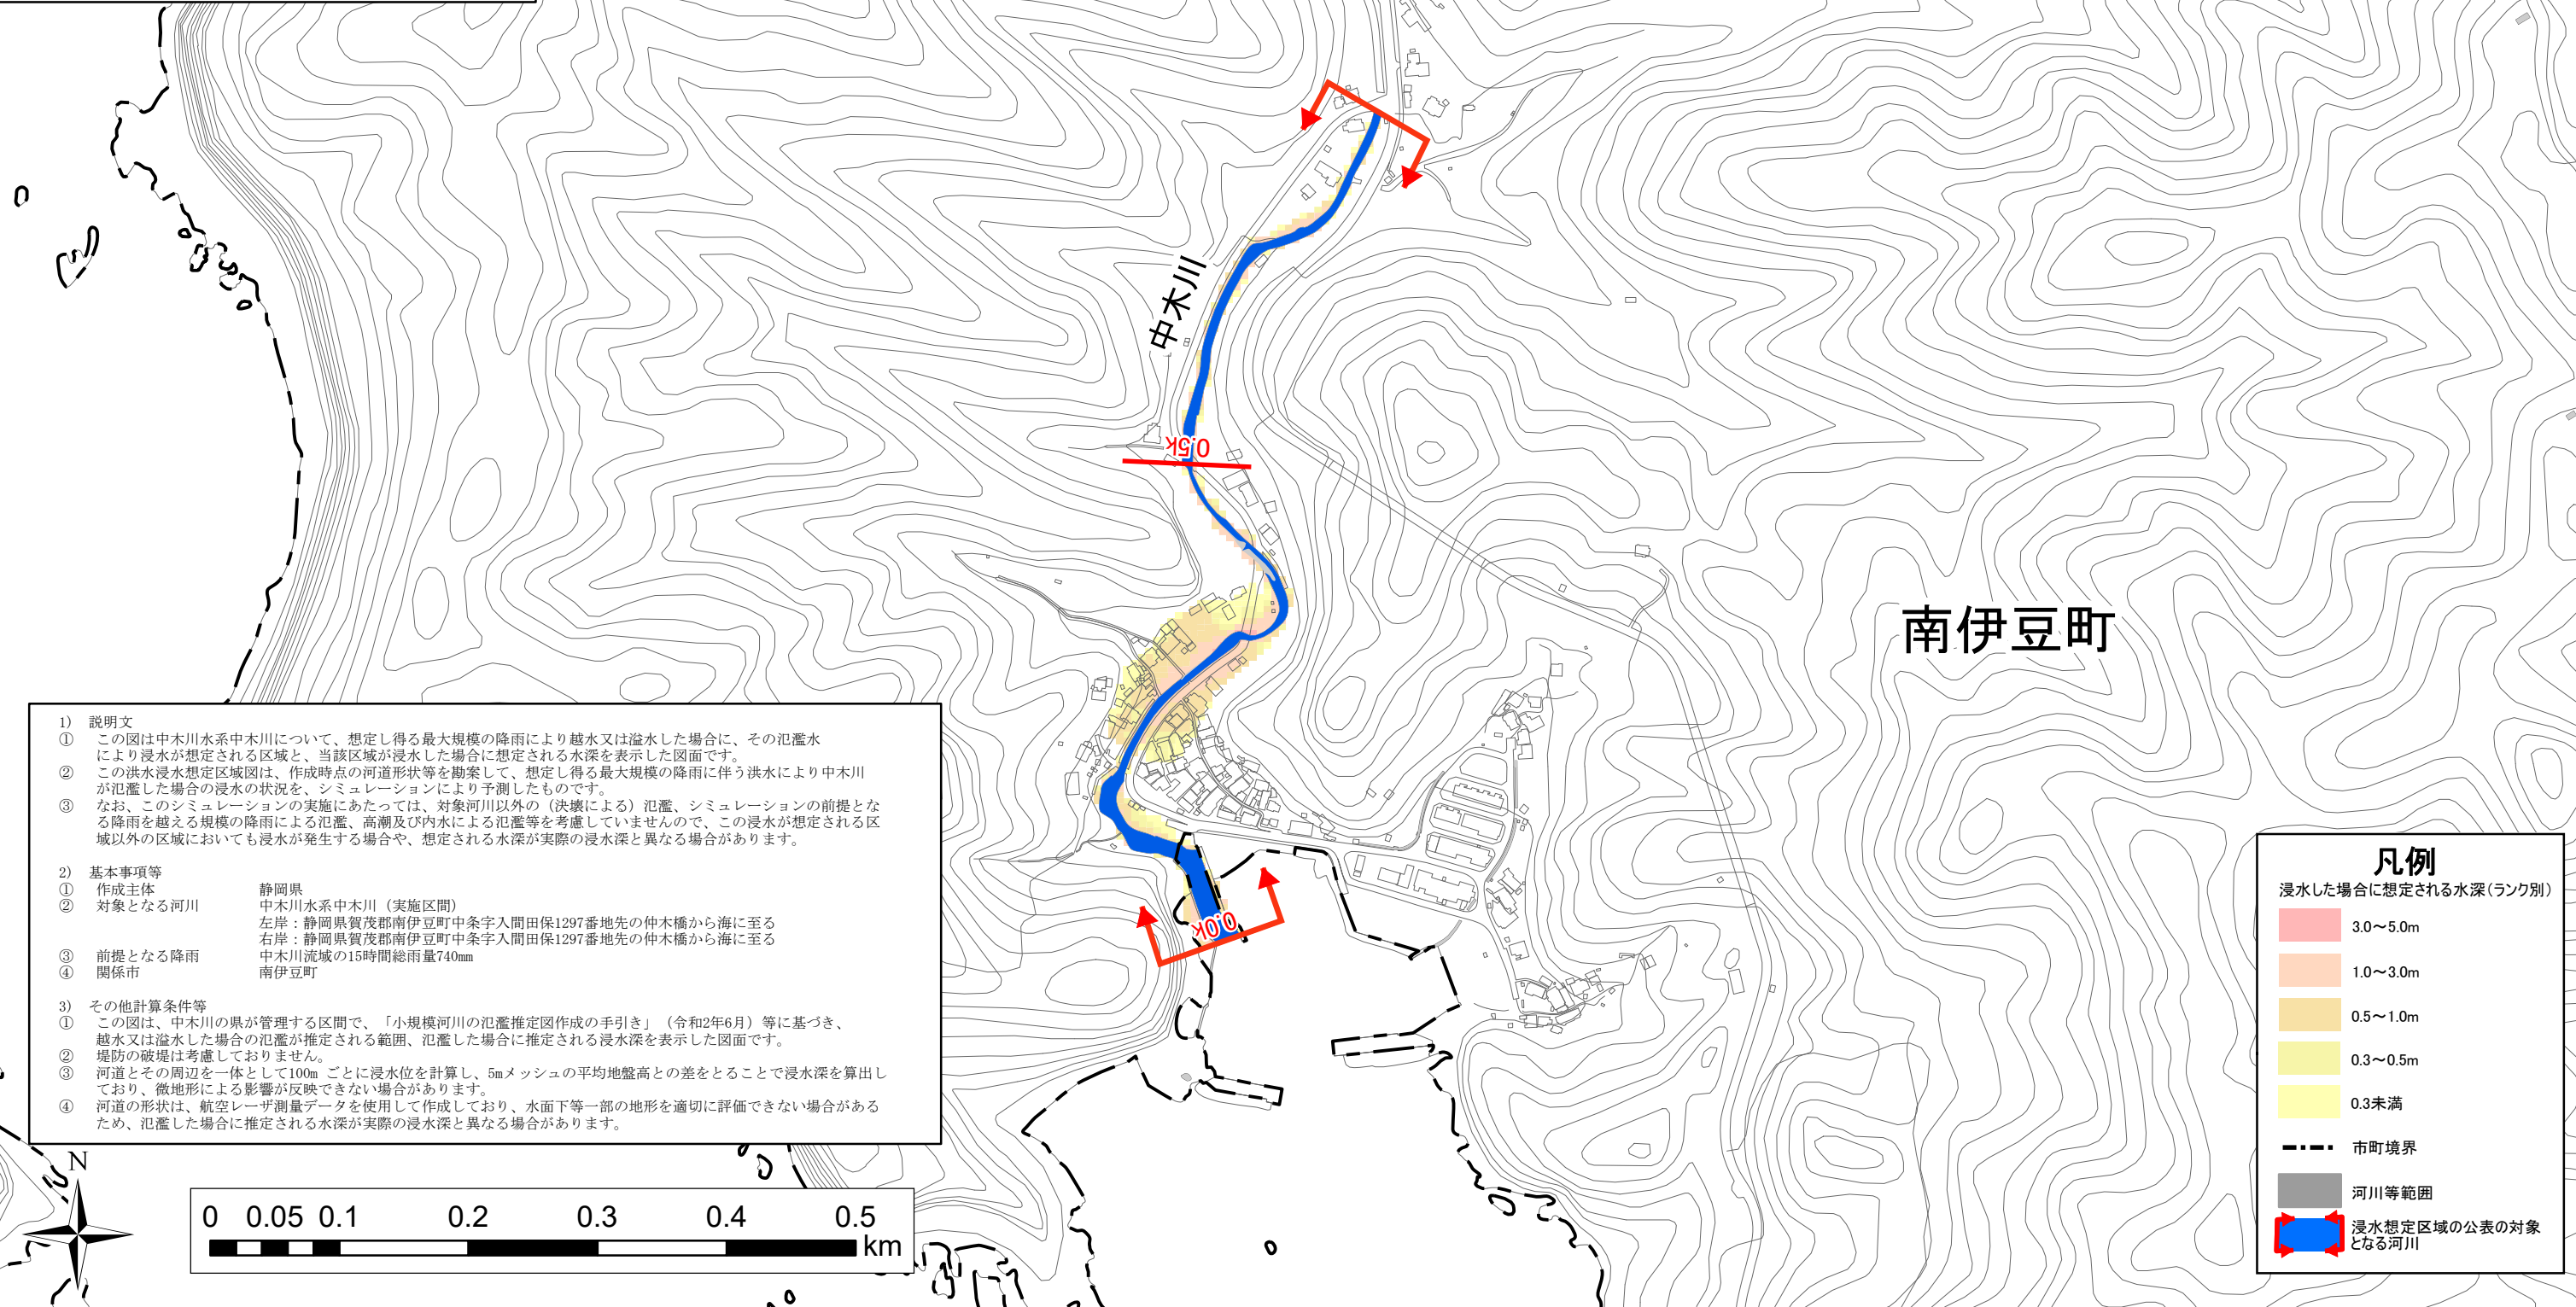 中木川
0.5k
南伊豆町
0.0k
1) 説明文
① この図は中木川水系中木川について、想定し得る最大規模の降雨により越水又は溢水した場合に、その氾濫水
により浸水が想定される区域と、当該区域が浸水した場合に想定される水深を表示した図面です。
② この洪水浸水想定区域図は、作成時点の河道形状等を勘案して、想定し得る最大規模の降雨に伴う洪水により中木川
が氾濫した場合の浸水の状況を、シミュレーションにより予測したものです。
③ なお、このシミュレーションの実施にあたっては、対象河川以外の(決壊による)氾濫、シミュレーションの前提とな
る降雨を越える規模の降雨による氾濫、高潮及び内水による氾濫等を考慮していませんので、この浸水が想定される区
域以外の区域においても浸水が発生する場合や、想定される水深が実際の浸水深と異なる場合があります。
2) 基本事項等
① 作成主体 静岡県
② 対象となる河川 中木川水系中木川(実施区間)
左岸:静岡県賀茂郡南伊豆町中条字入間田保1297番地先の仲木橋から海に至る
右岸:静岡県賀茂郡南伊豆町中条字入間田保1297番地先の仲木橋から海に至る
③ 前提となる降雨 中木川流域の15時間総雨量740mm
④ 関係市 南伊豆町
3) その他計算条件等
① この図は、中木川の県が管理する区間で、「小規模河川の氾濫推定図作成の手引き」(令和2年6月)等に基づき、
越水又は溢水した場合の氾濫が推定される範囲、氾濫した場合に推定される浸水深を表示した図面です。
② 堤防の破堤は考慮しておりません。
③ 河道とその周辺を一体として100m ごとに浸水位を計算し、5mメッシュの平均地盤高との差をとることで浸水深を算出し
ており、微地形による影響が反映できない場合があります。
④ 河道の形状は、航空レーザ測量データを使用して作成しており、水面下等一部の地形を適切に評価できない場合がある
ため、氾濫した場合に推定される水深が実際の浸水深と異なる場合があります。
N
0 0.05 0.1 0.2 0.3 0.4 0.5
km
凡例
浸水した場合に想定される水深(ランク別)
3.0～5.0m
1.0～3.0m
0.5～1.0m
0.3～0.5m
0.3未満
市町境界
河川等範囲
浸水想定区域の公表の対象
となる河川